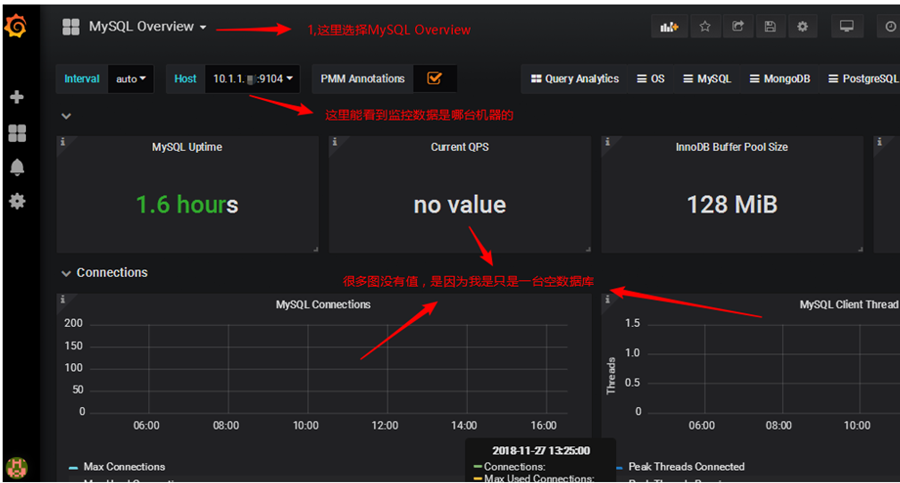 MySQL Overview
1,这里选择MySQL Overview
Interval auto Host 10.1.1. :9104 PMM Annotations Query Analytics OS MySQL MongoDB PostgreSQL
这里能看到监控数据是哪台机器的
MySQL Uptime Current QPS InnoDB Buffer Pool Size
1.6 hours no value 128 MiB
Connections
很多图没有值，是因为我是只是一台空数据库
MySQL Connections MySQL Client Thread
200
150
100
50
0
06:00 08:00 10:00 12:00 14:00 16:00
Threads
1.5
1.0
0.5
0
06:00 08:00 10:00
2018-11-27 13:25:00
Connections:
Max Used Connections:
Max Connections
Peak Threads Connected